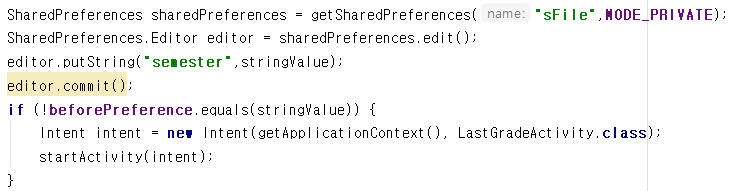 SharedPreferences sharedPreferences = getSharedPreferences( name: "sFile",MODE_PRIVATE);
SharedPreferences.Editor editor = sharedPreferences.edit();
editor.putString("semester",stringValue);
editor.commit();
if (!beforePreference.equals(stringValue)) {
    Intent intent = new Intent(getApplicationContext(), LastGradeActivity.class);
    startActivity(intent);
}